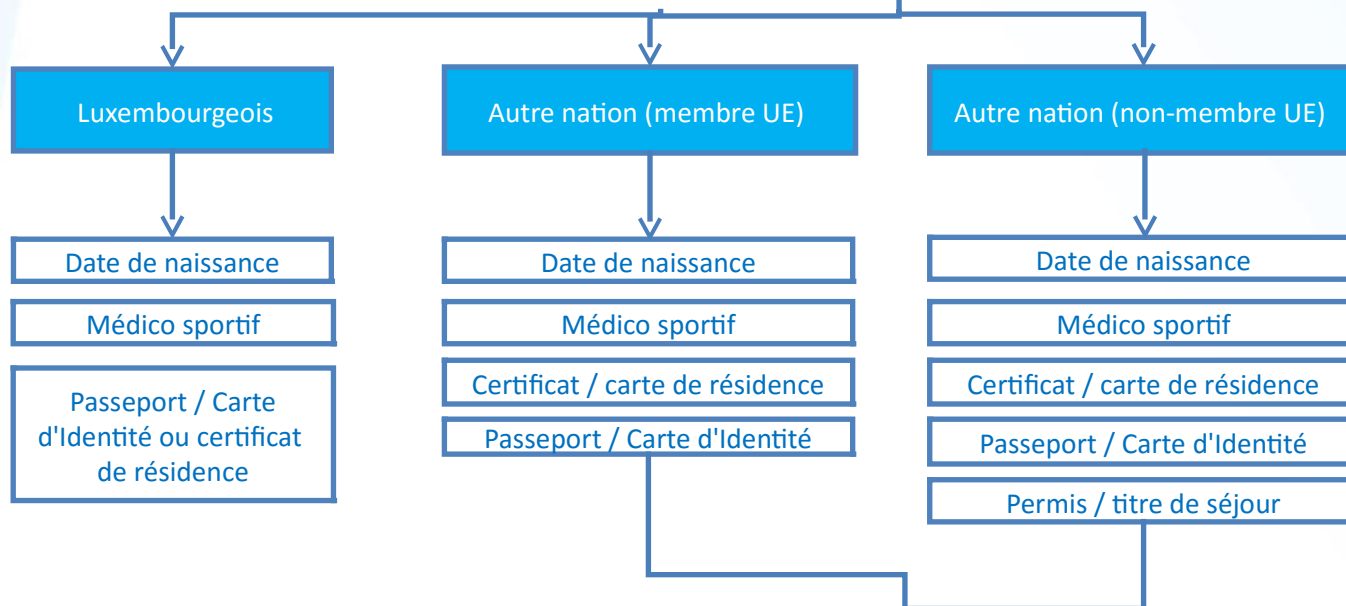 Luxembourgeois
Autre nation (membre UE)
Autre nation (non-membre UE)
Date de naissance
Médico sportif
Passeport / Carte
d'Identité ou certificat
de résidence
Date de naissance
Médico sportif
Certificat / carte de résidence
Passeport / Carte d'Identité
Date de naissance
Médico sportif
Certificat / carte de résidence
Passeport / Carte d'Identité
Permis / titre de séjour